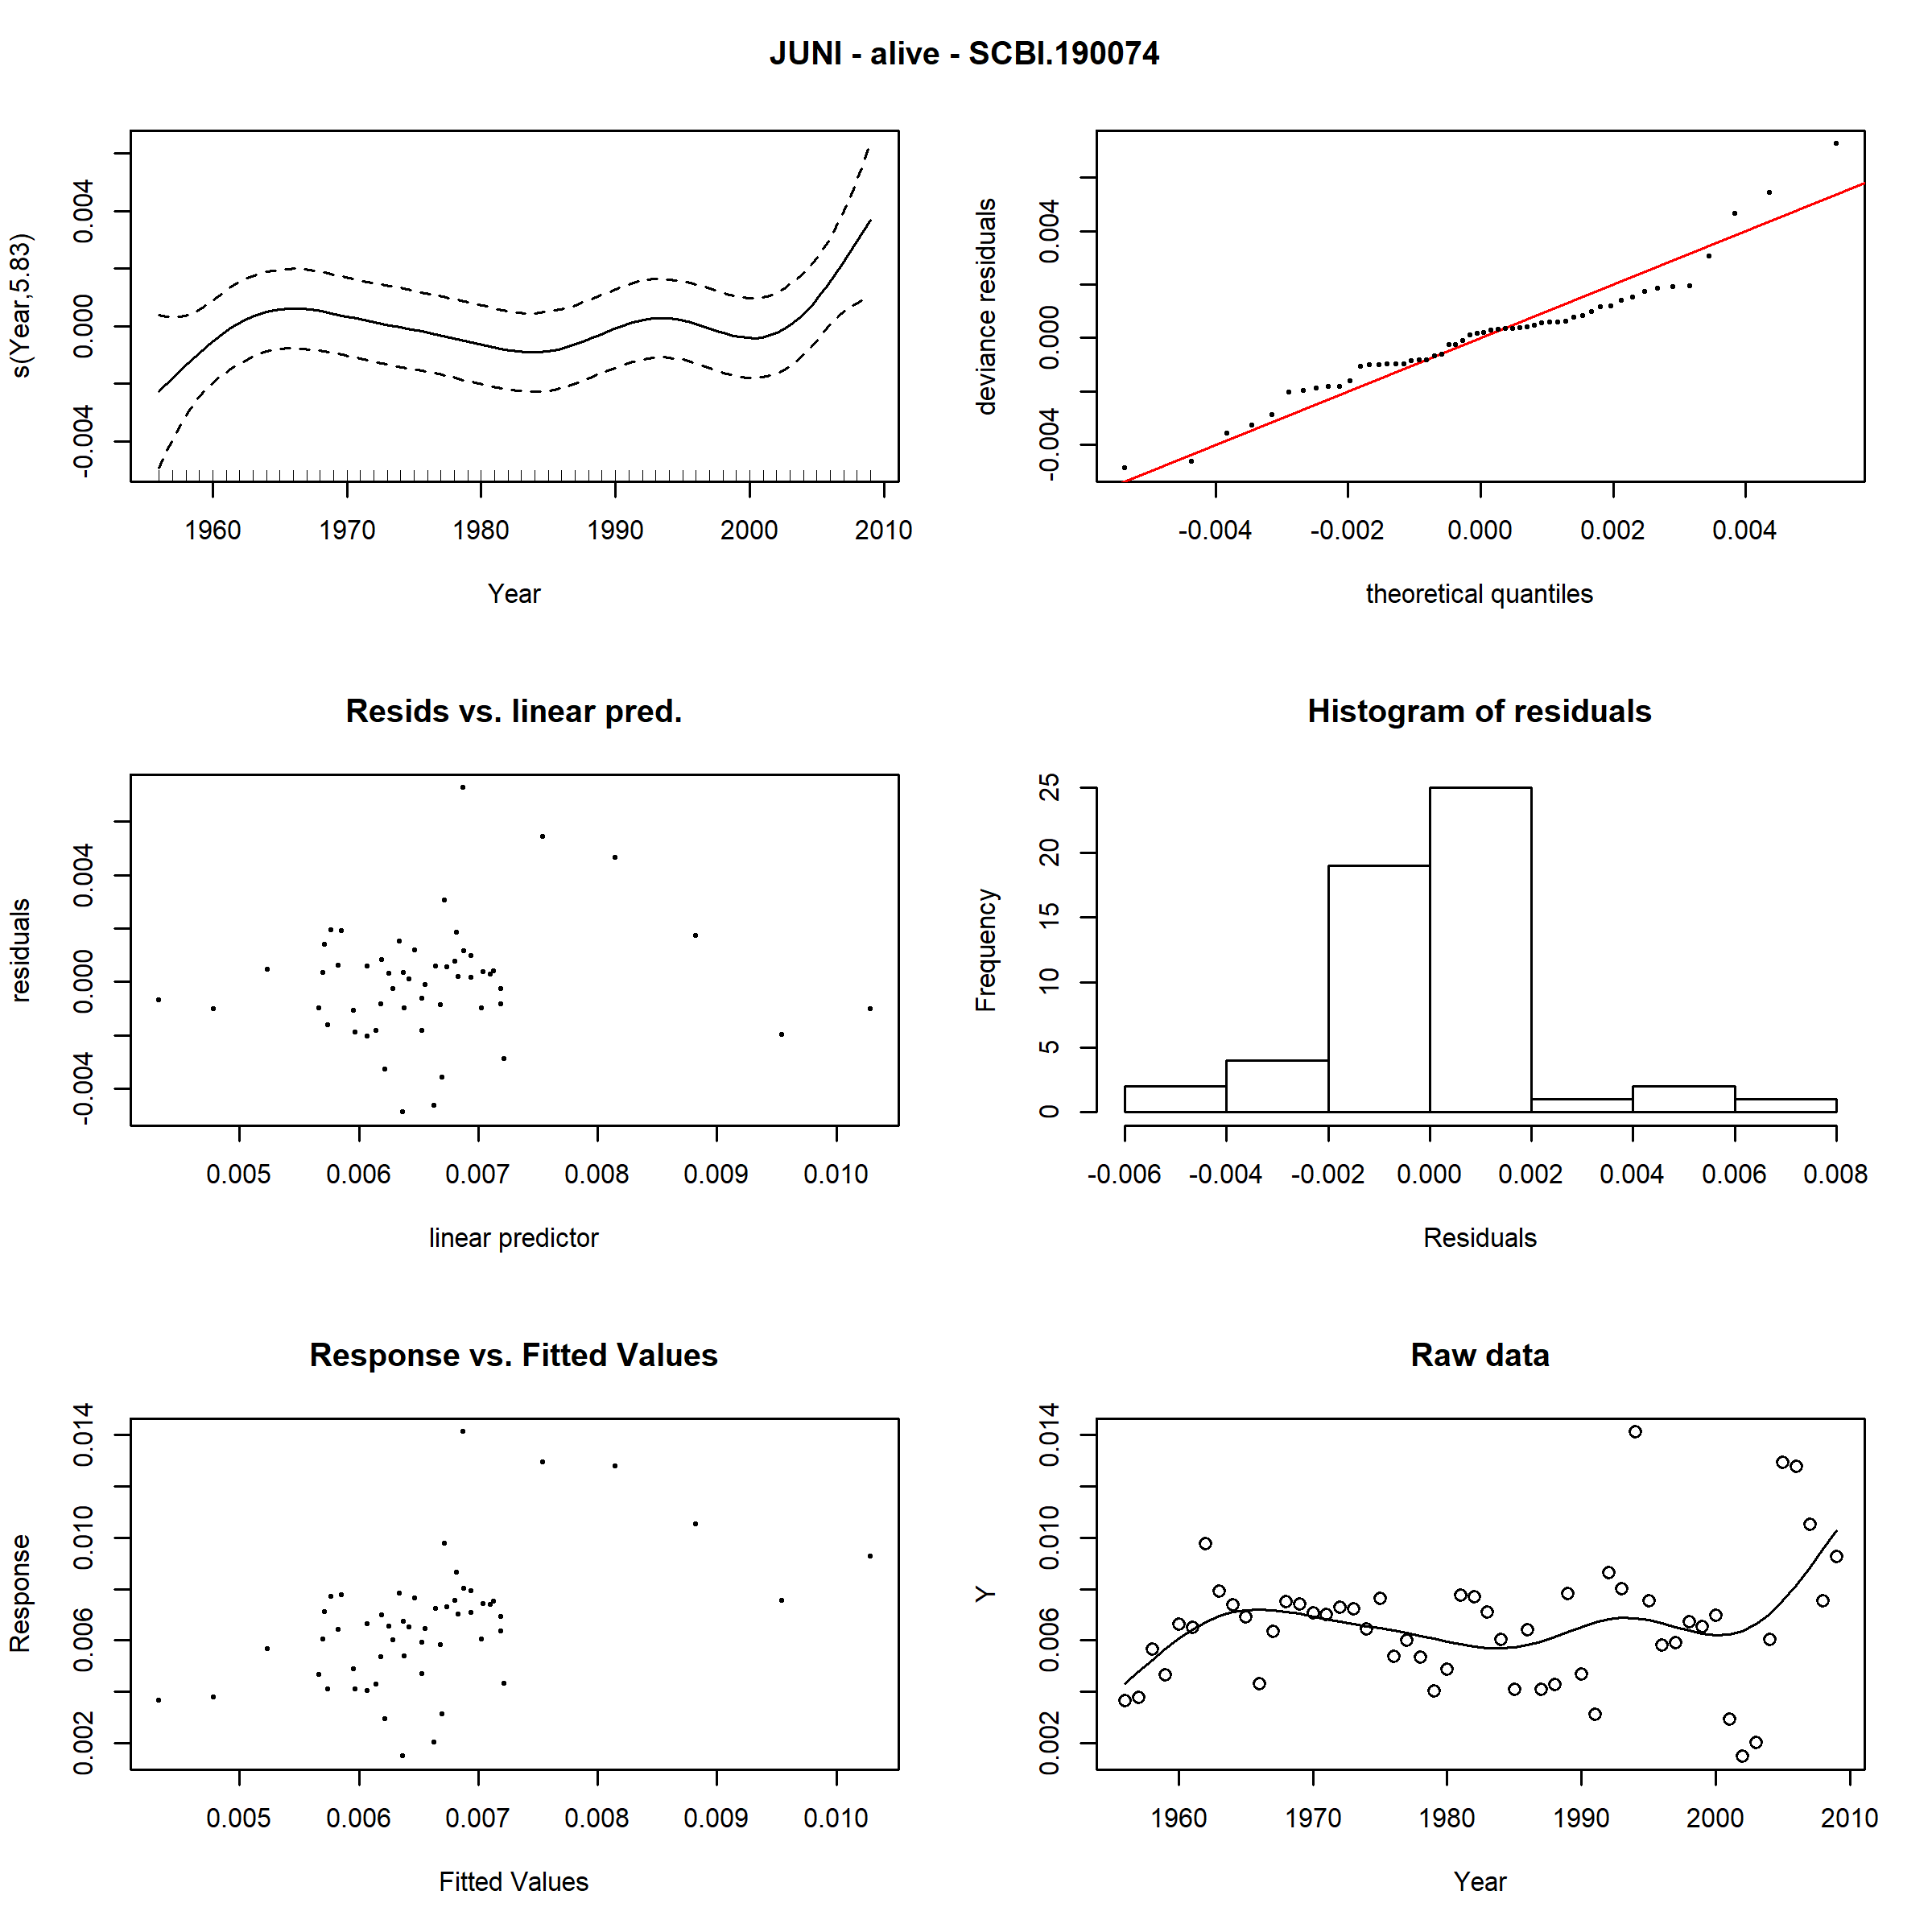 JUNI - alive - SCBI.190074
s(Year,5.83)
-0.004 0.000 0.004
1960 1970 1980 1990 2000 2010
Year
deviance residuals
-0.004 0.000 0.004
-0.004 -0.002 0.000 0.002 0.004
theoretical quantiles
Resids vs. linear pred.
residuals
-0.004 0.000 0.004
0.005 0.006 0.007 0.008 0.009 0.010
linear predictor
Histogram of residuals
Frequency
0 5 10 15 20 25
-0.006 -0.004 -0.002 0.000 0.002 0.004 0.006 0.008
Residuals
Response vs. Fitted Values
Response
0.002 0.006 0.010 0.014
0.005 0.006 0.007 0.008 0.009 0.010
Fitted Values
Raw data
Y
0.002 0.006 0.010 0.014
1960 1970 1980 1990 2000 2010
Year